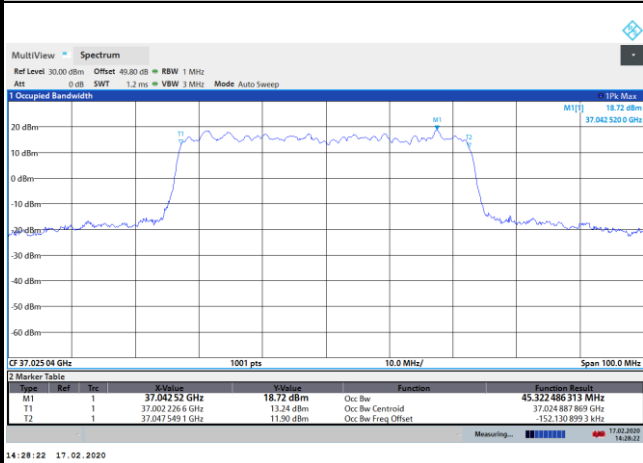 MultiView Spectrum
Ref Level 30.00 dBm Offset 49.80 dB RBW 1 MHz
Att 0 dB SWT 1.2 ms VBW 3 MHz Mode Auto Sweep
1 Occupied Bandwidth 1Pk Max
M1[1] 18.72 dBm
37.042 520 0 GHz
M1
20 dBm
T1 T2
10 dBm
0 dBm
-10 dBm
-20 dBm
-30 dBm
-40 dBm
-50 dBm
-60 dBm
CF 37.025 04 GHz 1001 pts 10.0 MHz/ Span 100.0 MHz
2 Marker Table
Type Ref Trc X-Value Y-Value Function Function Result
M1 1 37.042 52 GHz 18.72 dBm Occ Bw 45.322 486 313 MHz
T1 1 37.002 226 6 GHz 13.24 dBm Occ Bw Centroid 37.024 887 869 GHz
T2 1 37.047 549 1 GHz 11.90 dBm Occ Bw Freq Offset -152.130 899 3 kHz
Measuring... 17.02.2020
14:28:22
14:28:22 17.02.2020